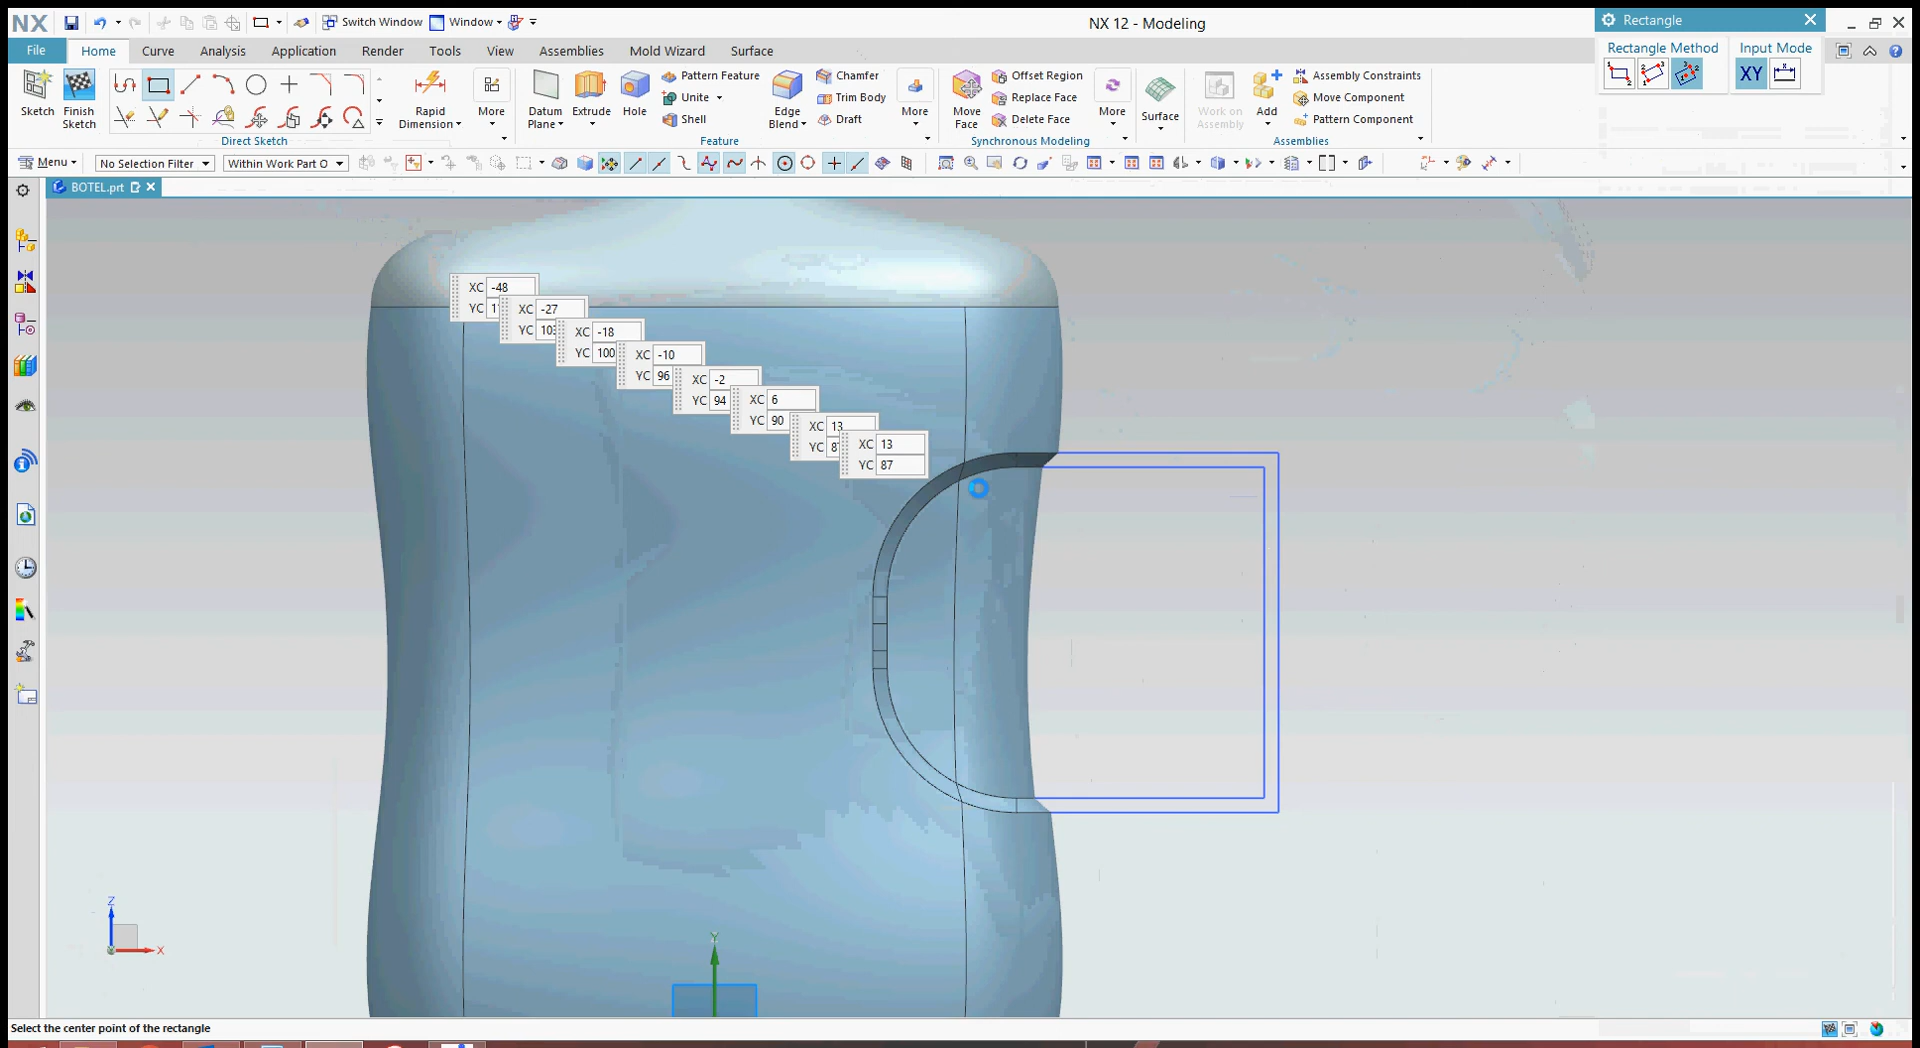 NX
Switch Window
Window
NX 12 - Modeling
Rectangle
File
Home
Curve
Analysis
Application
Render
Tools
View
Assemblies
Mold Wizard
Surface
Rectangle Method
Input Mode
XY
Sketch
Finish Sketch
Direct Sketch
Rapid Dimension
More
Datum Plane
Extrude
Hole
Pattern Feature
Unite
Shell
Edge Blend
Chamfer
Trim Body
Draft
More
Feature
Move Face
Offset Region
Replace Face
Delete Face
More
Synchronous Modeling
Surface
Work on Assembly
Add
Assembly Constraints
Move Component
Pattern Component
Assemblies
Menu
No Selection Filter
Within Work Part O
BOTEL.prt
XC -48
YC
XC -27
YC 103
XC -18
YC 100
XC -10
YC 96
XC -2
YC 94
XC 6
YC 90
XC 13
YC 8
XC 13
YC 87
Z
X
Y
Select the center point of the rectangle